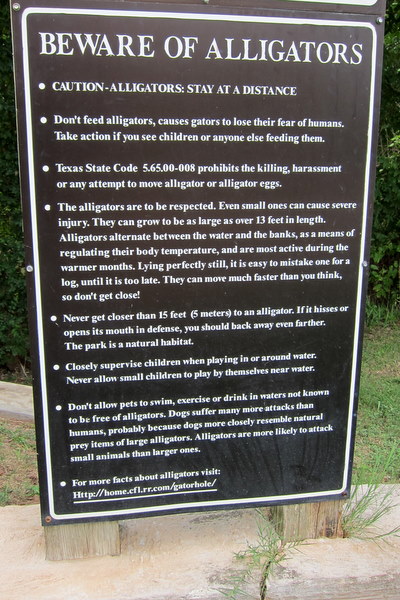 BEWARE OF ALLIGATORS
• CAUTION-ALLIGATORS: STAY AT A DISTANCE
• Don't feed alligators, causes gators to lose their fear of humans.
Take action if you see children or anyone else feeding them.
• Texas State Code 5.65.00-008 prohibits the killing, harassment
or any attempt to move alligator or alligator eggs.
• The alligators are to be respected. Even small ones can cause severe
injury. They can grow to be as large as over 13 feet in length.
Alligators alternate between the water and the banks, as a means of
regulating their body temperature, and are most active during the
warmer months. Lying perfectly still, it is easy to mistake one for a
log, until it is too late. They can move much faster than you think,
so don't get close!
• Never get closer than 15 feet (5 meters) to an alligator. If it hisses or
opens its mouth in defense, you should back away even farther.
The park is a natural habitat.
• Closely supervise children when playing in or around water.
Never allow small children to play by themselves near water.
• Don't allow pets to swim, exercise or drink in waters not known
to be free of alligators. Dogs suffer many more attacks than
humans, probably because dogs more closely resemble natural
prey items of large alligators. Alligators are more likely to attack
small animals than larger ones.
• For more facts about alligators visit:
Http://home.cfl.rr.com/gatorhole/